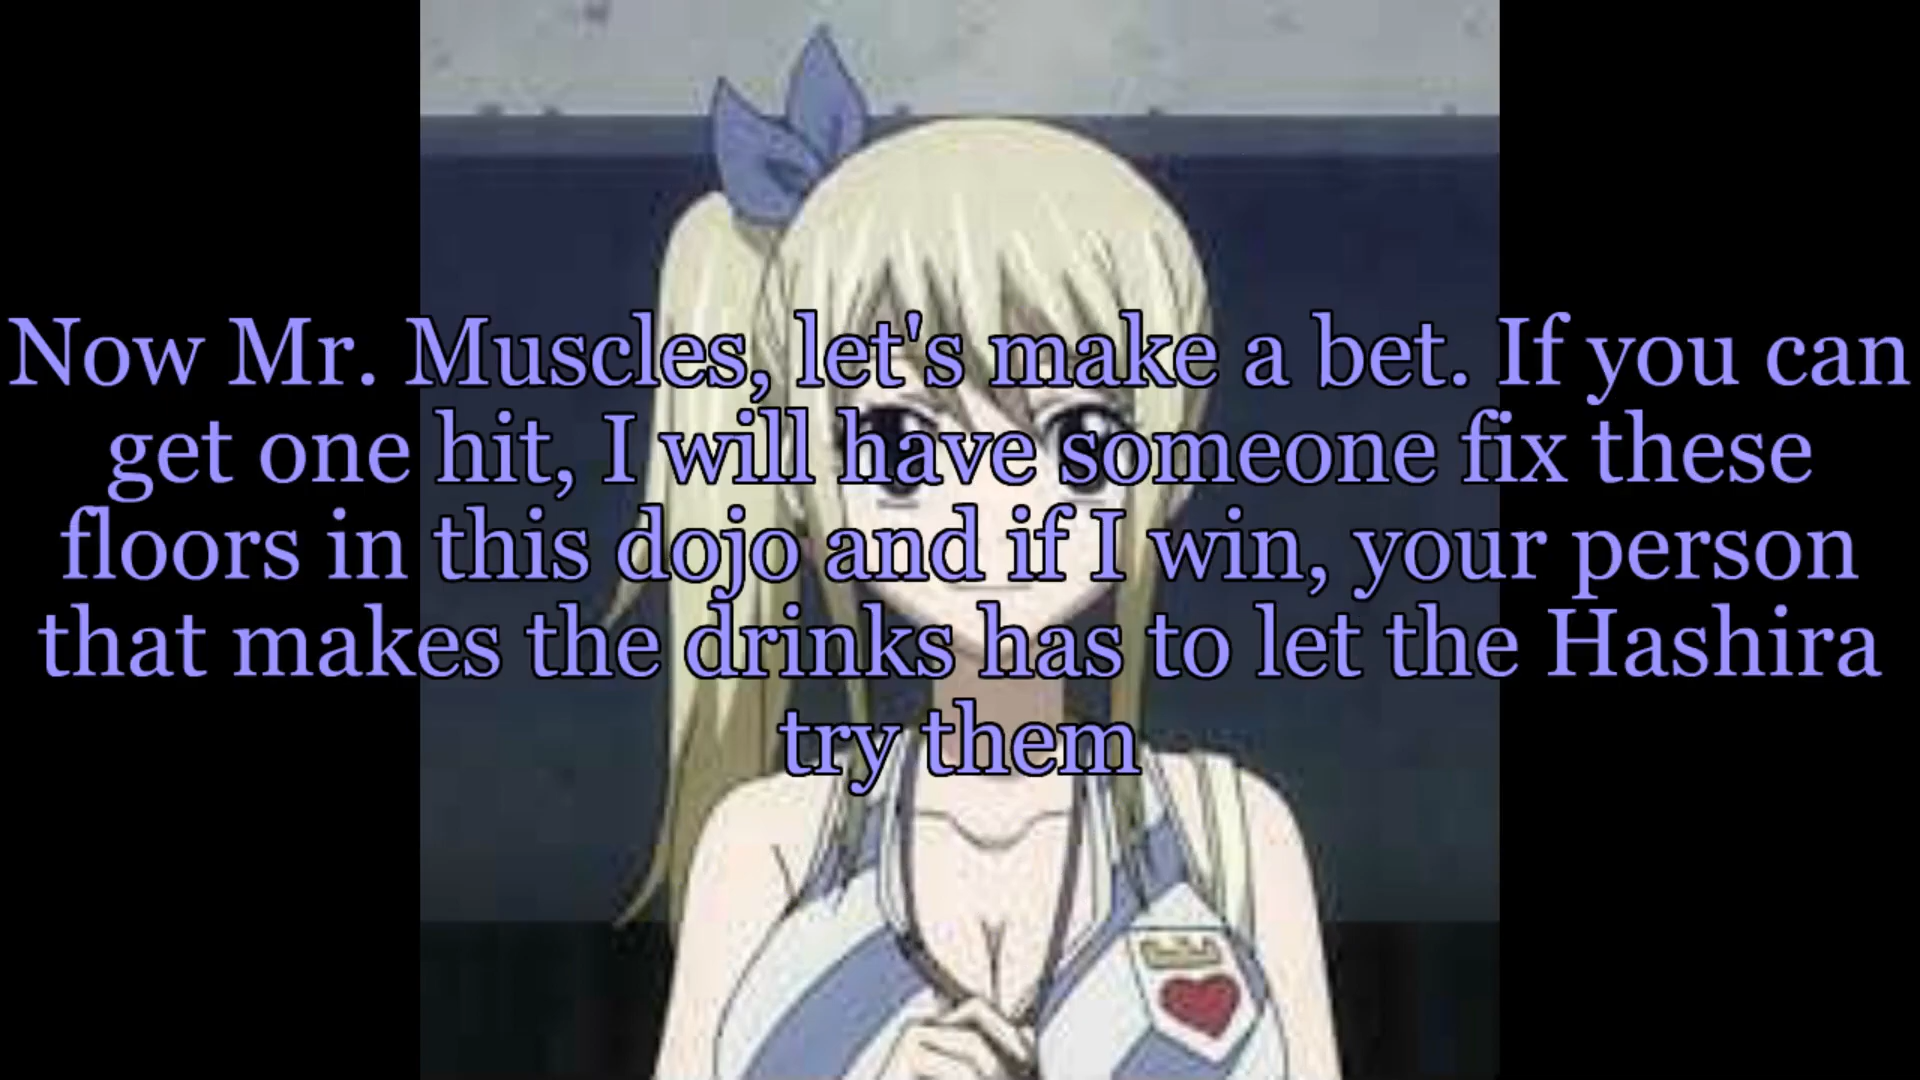 Now Mr. Muscles, let's make a bet. If you can
get one hit, I will have someone fix these
floors in this dojo and if I win, your person
that makes the drinks has to let the Hashira
try them